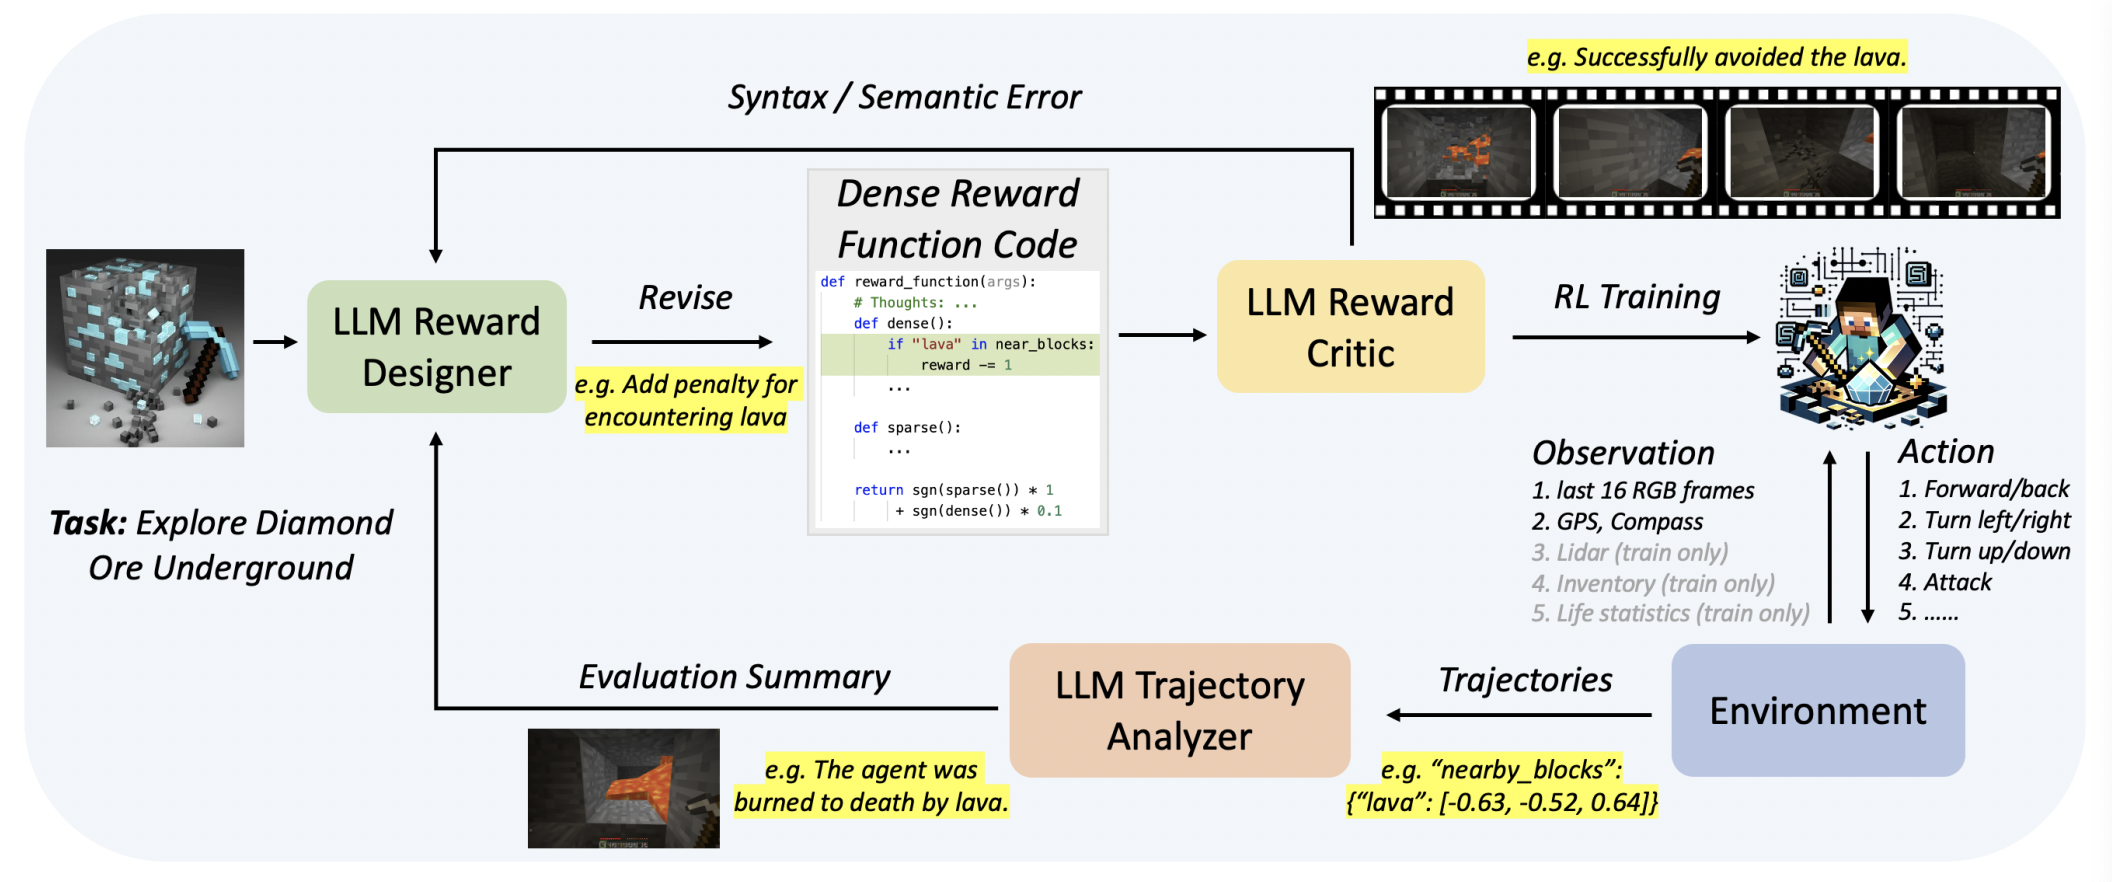 e.g. Successfully avoided the lava.
Syntax / Semantic Error
Dense Reward
Function Code
def reward_function(args):
# Thoughts: ...
def dense():
if "lava" in near_blocks:
reward -= 1
...
def sparse():
...
return sgn(sparse()) * 1
+ sgn(dense()) * 0.1
LLM Reward
Designer
Revise
e.g. Add penalty for
encountering lava
LLM Reward
Critic
RL Training
Task: Explore Diamond
Ore Underground
Observation
1. last 16 RGB frames
2. GPS, Compass
3. Lidar (train only)
4. Inventory (train only)
5. Life statistics (train only)
Action
1. Forward/back
2. Turn left/right
3. Turn up/down
4. Attack
5. ......
Evaluation Summary
e.g. The agent was
burned to death by lava.
LLM Trajectory
Analyzer
Trajectories
e.g. “nearby_blocks”:
{“lava”: [-0.63, -0.52, 0.64]}
Environment